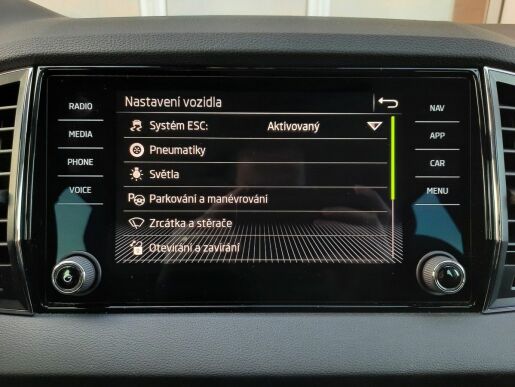 Nastavení vozidla
RADIO
MEDIA
PHONE
VOICE
Systém ESC: Aktivovaný
Pneumatiky
Světla
P Parkování a manévrování
Zrcátka a stěrače
Otevírání a zavírání
NAV
APP
CAR
MENU